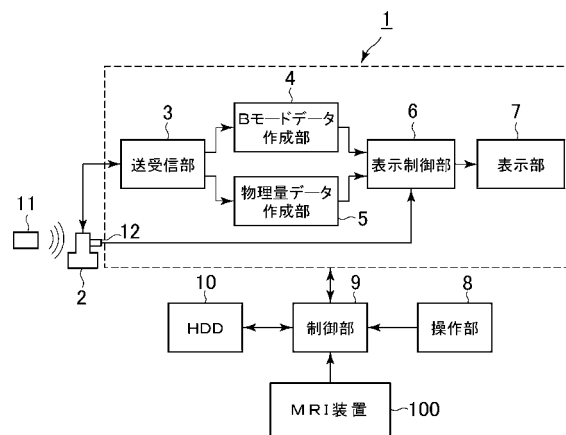 1
4
Bモードデータ
作成部
3
送受信部
6
表示制御部
7
表示部
物理量データ
作成部
5
11
12
2
10
HDD
9
制御部
8
操作部
MRI装置
100